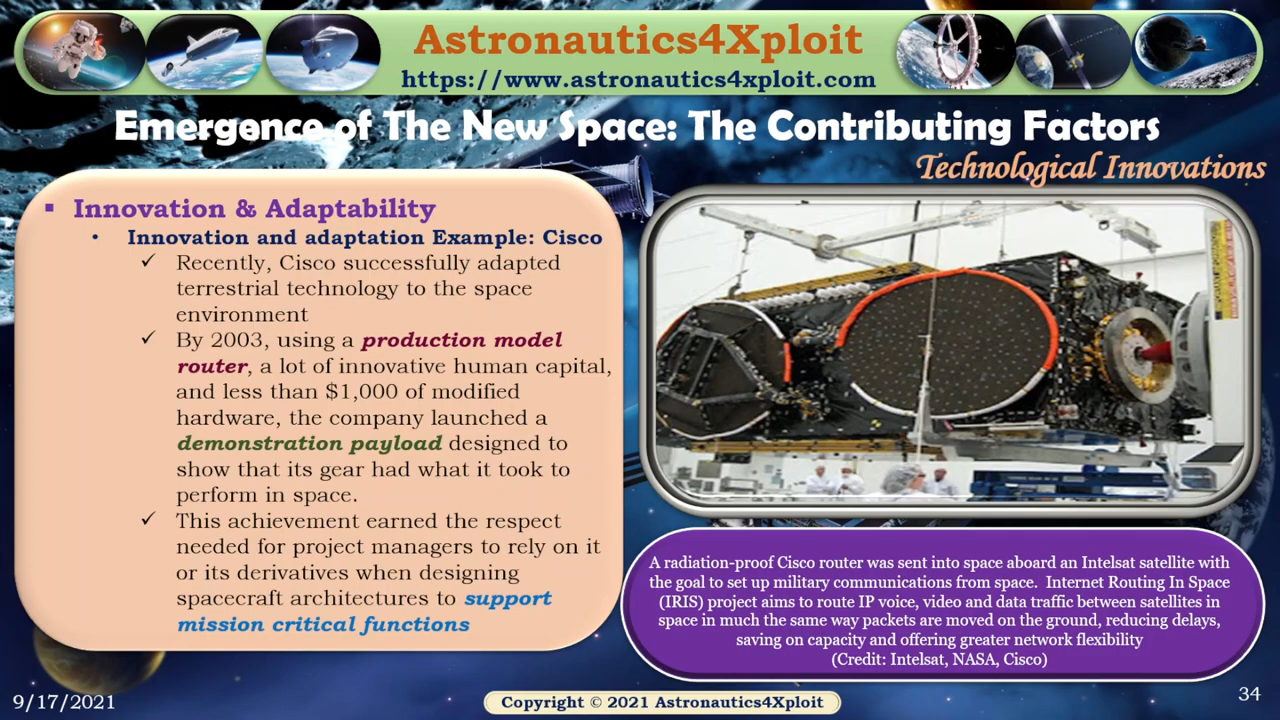 Astronautics4Xploit
https://www.astronautics4xploit.com
Emergence of The New Space: The Contributing Factors
Technological Innovations
▪ Innovation & Adaptability
• Innovation and adaptation Example: Cisco
✓ Recently, Cisco successfully adapted
terrestrial technology to the space
environment
✓ By 2003, using a production model
router, a lot of innovative human capital,
and less than $1,000 of modified
hardware, the company launched a
demonstration payload designed to
show that its gear had what it took to
perform in space.
✓ This achievement earned the respect
needed for project managers to rely on it
or its derivatives when designing
spacecraft architectures to support
mission critical functions
A radiation-proof Cisco router was sent into space aboard an Intelsat satellite with
the goal to set up military communications from space. Internet Routing In Space
(IRIS) project aims to route IP voice, video and data traffic between satellites in
space in much the same way packets are moved on the ground, reducing delays,
saving on capacity and offering greater network flexibility
(Credit: Intelsat, NASA, Cisco)
9/17/2021
Copyright © 2021 Astronautics4Xploit
34